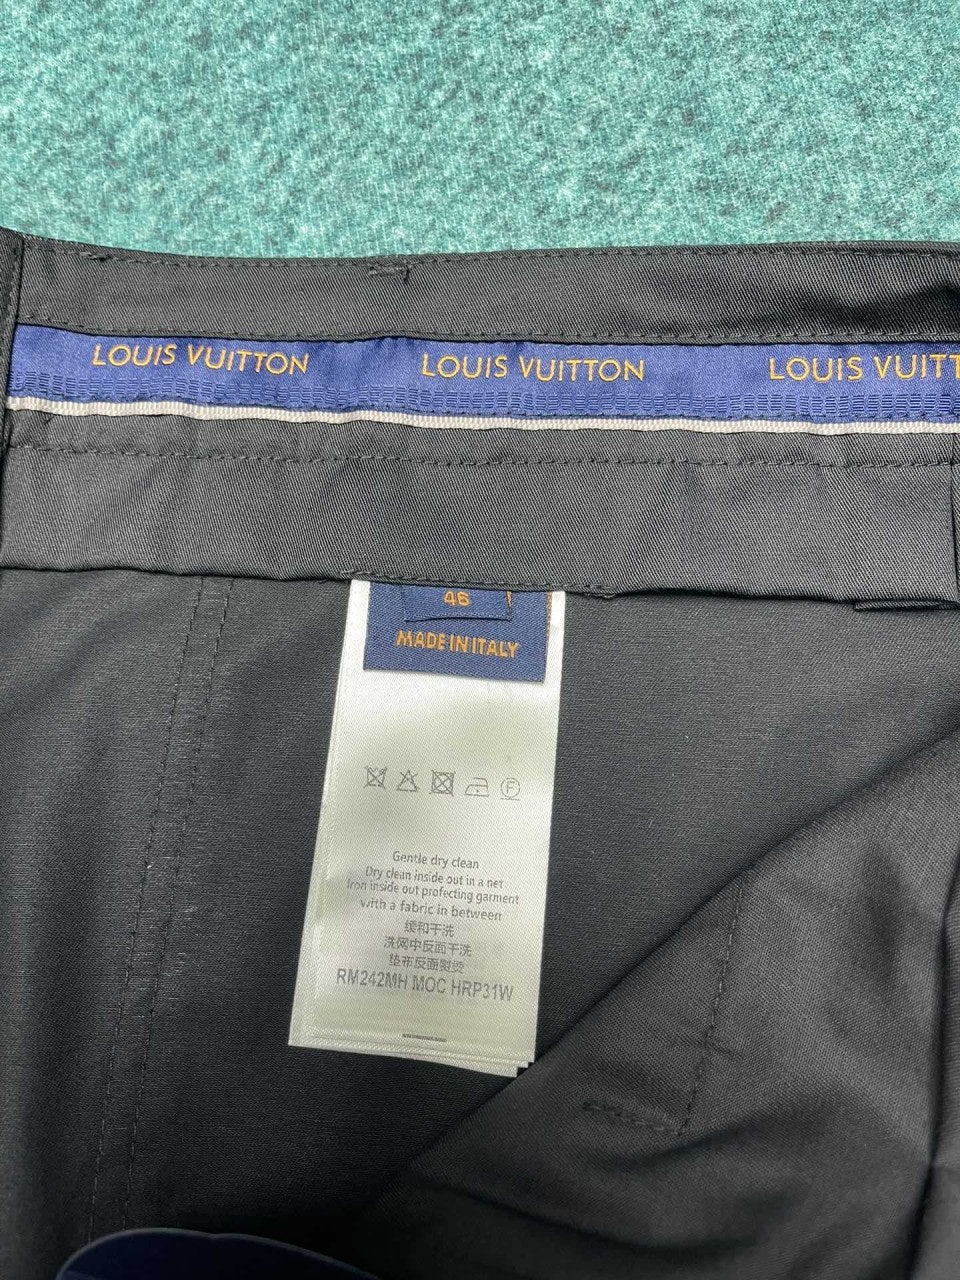 LOUIS VUITTON LOUIS VUITTON LOUIS VUITT
46
MADE IN ITALY
Gentle dry clean
Dry clean inside out in a net
Iron inside out profecting garment
with a fabric in between
缓和干洗
洗网中反面干洗
垫布反面熨烫
RM242MH MOC HRP31W